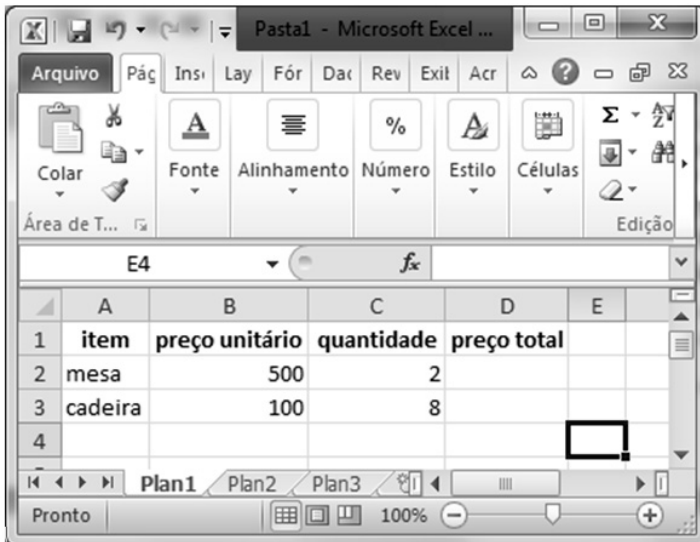 Pasta1 - Microsoft Excel ...
Arquivo Pág Inse Lay Fór Dad Rev Exib Acr
Colar Fonte Alinhamento Número Estilo Células
Área de T... Edição
E4 fx
A B C D E
1 item preço unitário quantidade preço total
2 mesa 500 2
3 cadeira 100 8
4
Plan1 Plan2 Plan3
Pronto 100%